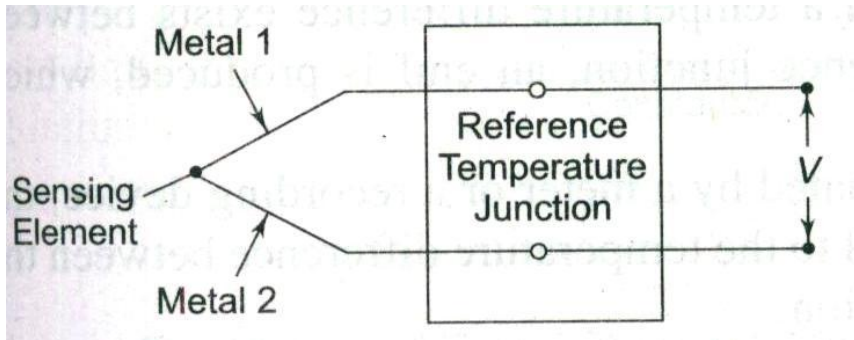 Metal 1
Reference
Temperature
Junction
V
Sensing
Element
Metal 2